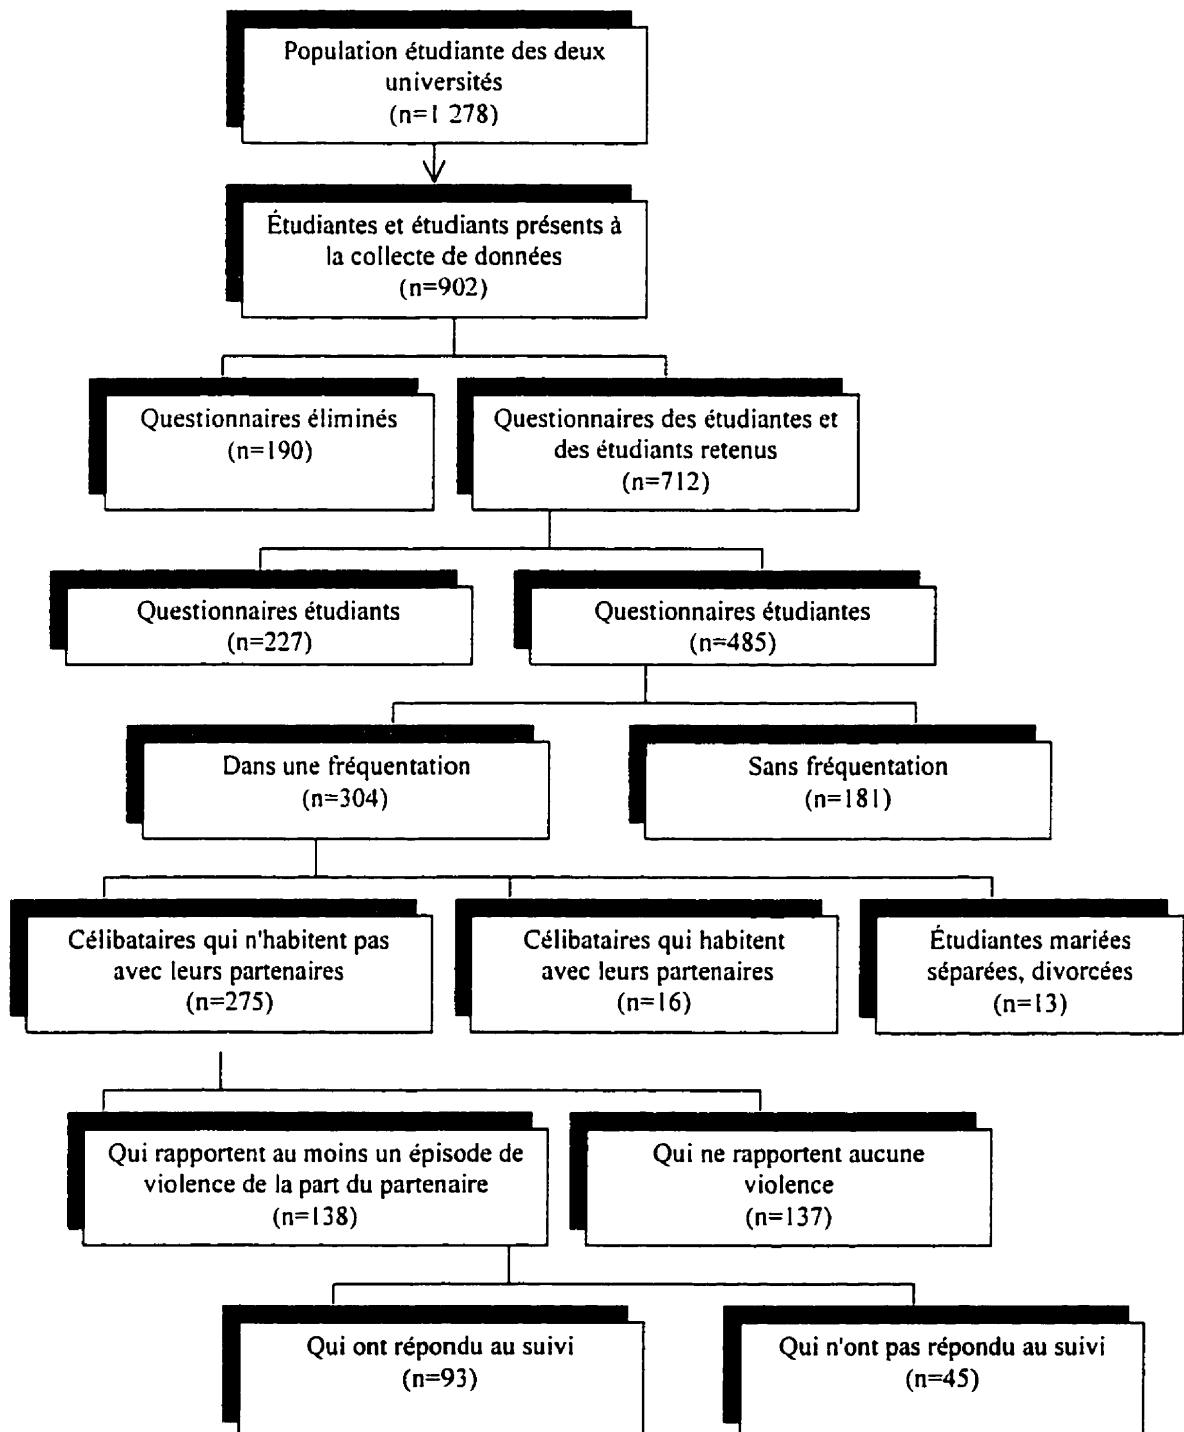 Population étudiante des deux
universités
(n=1 278)
Étudiantes et étudiants présents à
la collecte de données
(n=902)
Questionnaires éliminés
(n=190)
Questionnaires des étudiantes et
des étudiants retenus
(n=712)
Questionnaires étudiants
(n=227)
Questionnaires étudiantes
(n=485)
Dans une fréquentation
(n=304)
Sans fréquentation
(n=181)
Célibataires qui n'habitent pas
avec leurs partenaires
(n=275)
Célibataires qui habitent
avec leurs partenaires
(n=16)
Étudiantes mariées
séparées, divorcées
(n=13)
Qui rapportent au moins un épisode de
violence de la part du partenaire
(n=138)
Qui ne rapportent aucune
violence
(n=137)
Qui ont répondu au suivi
(n=93)
Qui n'ont pas répondu au suivi
(n=45)